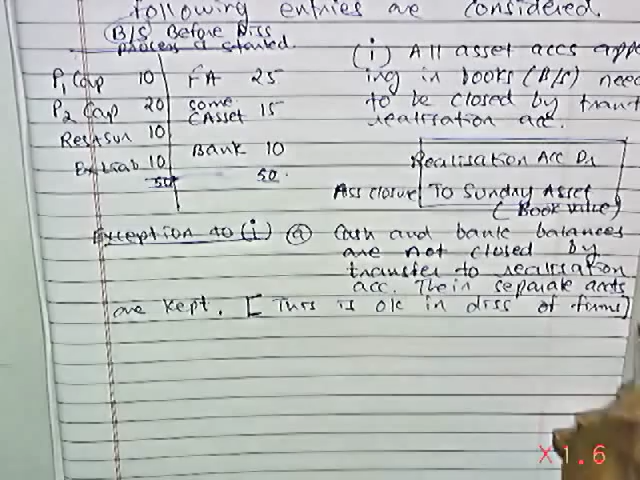 following entries are considered.
B/S Before Diss
process is started.
P1 Cap 10 FA 25
P2 Cap 20 Some CAsset 15
Res+Sur 10
Bank 10
Ext Liab 10
50 50.
(i) All asset accs appe
ing in books (B/S) need
to be closed by trans
realisation acc.
Realisation Acc Dr
Ass closure To Sundry Asset
(Book value)
Exception to (i) (a) Cash and bank balances
are not closed by
transfer to realisation
acc. Their separate accts
are kept. [This is ok in diss of firms]
X1.6